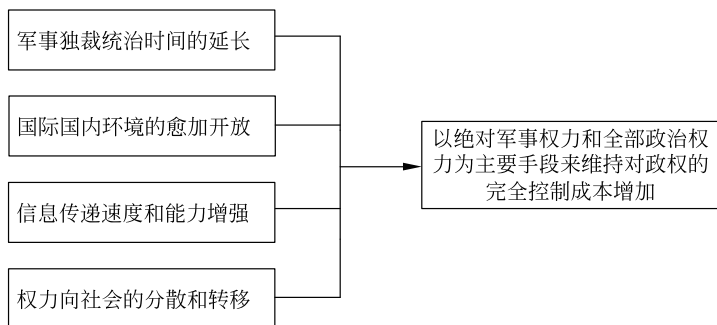 军事独裁统治时间的延长
国际国内环境的愈加开放
信息传递速度和能力增强
权力向社会的分散和转移
以绝对军事权力和全部政治权
力为主要手段来维持对政权的
完全控制成本增加